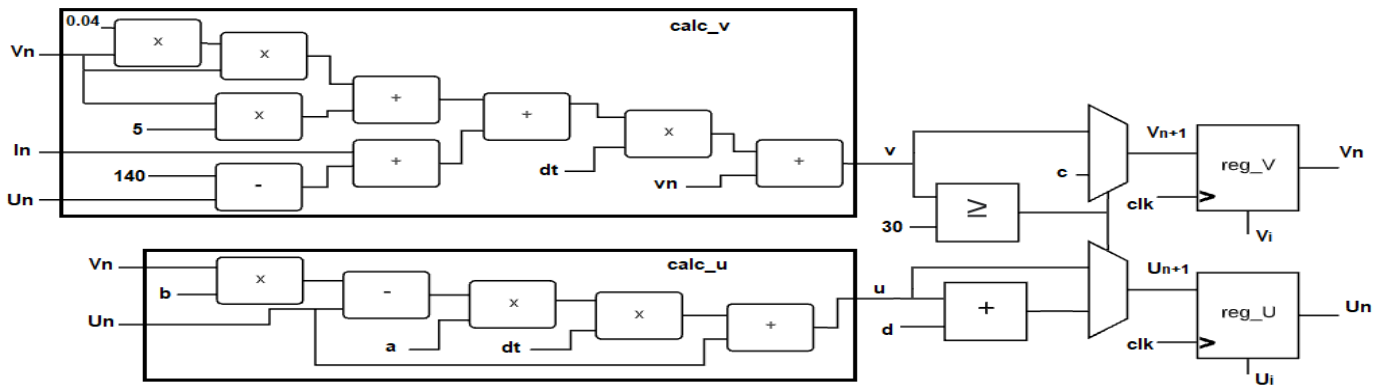 calc_v
0.04
Vn
x
x
x
5
+
+
In
140
-
Un
+
x
dt
+
vn
v
c
≥
30
Vn+1
reg_V
clk
>
Vn
Vi
calc_u
Vn
b
x
-
Un
x
a
x
dt
+
u
+
d
Un+1
reg_U
clk
>
Un
Ui